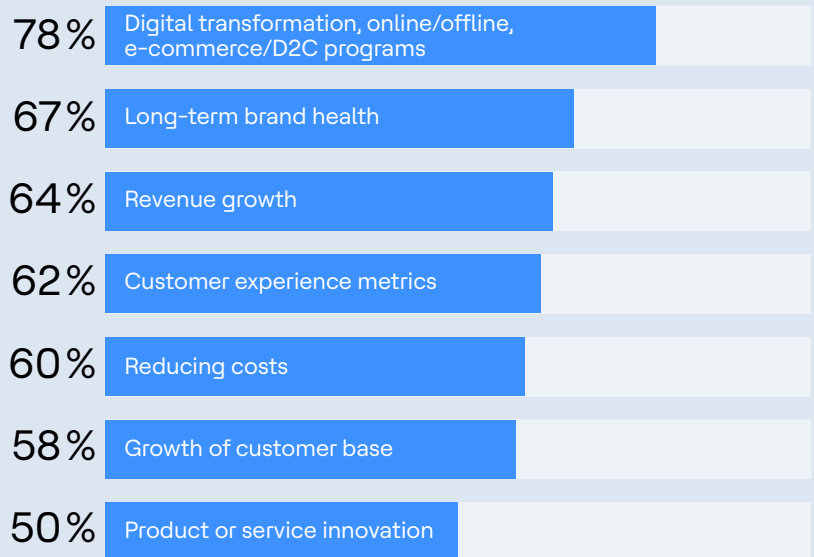 78%
Digital transformation, online/offline,
e-commerce/D2C programs
67%
Long-term brand health
64%
Revenue growth
62%
Customer experience metrics
60%
Reducing costs
58%
Growth of customer base
50%
Product or service innovation